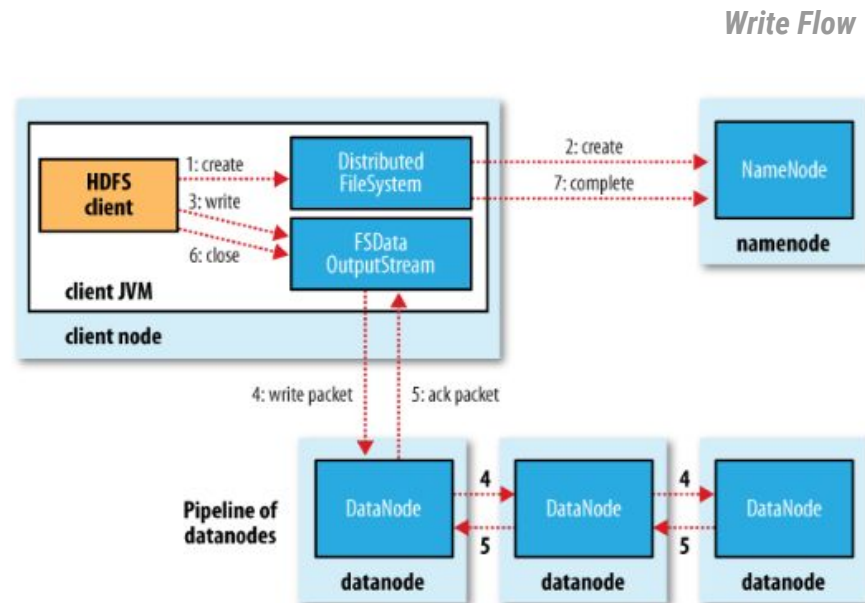 Write Flow
HDFS
client
1: create
3: write
6: close
Distributed
FileSystem
FSData
OutputStream
client JVM
client node
2: create
7: complete
NameNode
namenode
4: write packet
5: ack packet
Pipeline of
datanodes
DataNode
4
5
DataNode
4
5
DataNode
datanode
datanode
datanode